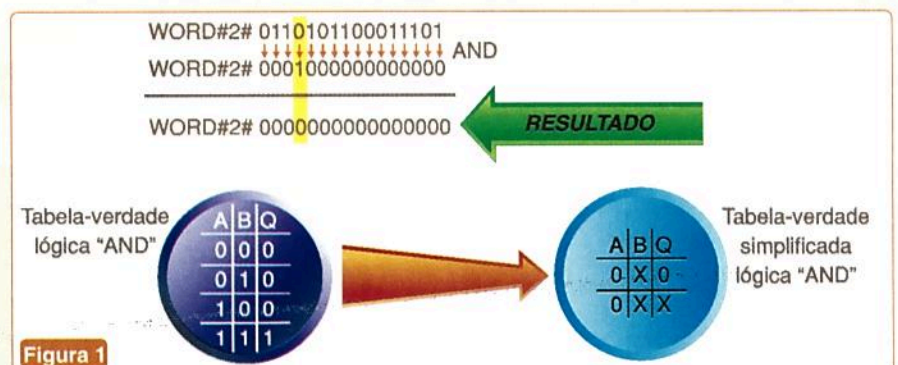 WORD#2# 0110101100011101
AND
WORD#2# 0001000000000000
WORD#2# 0000000000000000
RESULTADO
Tabela-verdade
lógica "AND"
A B Q
0 0 0
0 1 0
1 0 0
1 1 1
A B Q
0 X 0
0 X X
Tabela-verdade
simplificada
lógica "AND"
Figura 1